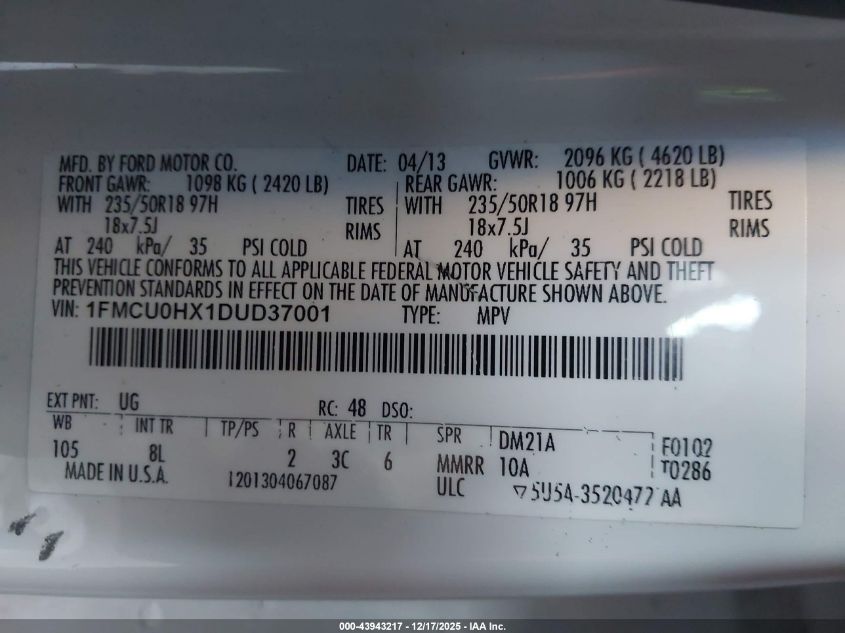 MFD. BY FORD MOTOR CO. DATE: 04/13 GVWR: 2096 KG ( 4620 LB)
FRONT GAWR: 1098 KG ( 2420 LB) REAR GAWR: 1006 KG ( 2218 LB)
WITH 235/50R18 97H TIRES WITH 235/50R18 97H TIRES
18x7.5J RIMS 18x7.5J RIMS
AT 240 kPa/ 35 PSI COLD AT 240 kPa/ 35 PSI COLD
THIS VEHICLE CONFORMS TO ALL APPLICABLE FEDERAL MOTOR VEHICLE SAFETY AND THEFT
PREVENTION STANDARDS IN EFFECT ON THE DATE OF MANUFACTURE SHOWN ABOVE.
VIN: 1FMCU0HX1DUD37001 TYPE: MPV
EXT PNT: UG RC: 48 DSO:
WB INT TR TP/PS R AXLE TR SPR DM21A F0102
105 8L 2 3C 6 MMRR 10A T0286
MADE IN U.S.A. 1201304067087 ULC 5U5A-3520472 AA
000-43943217 - 12/17/2025 - IAA Inc.